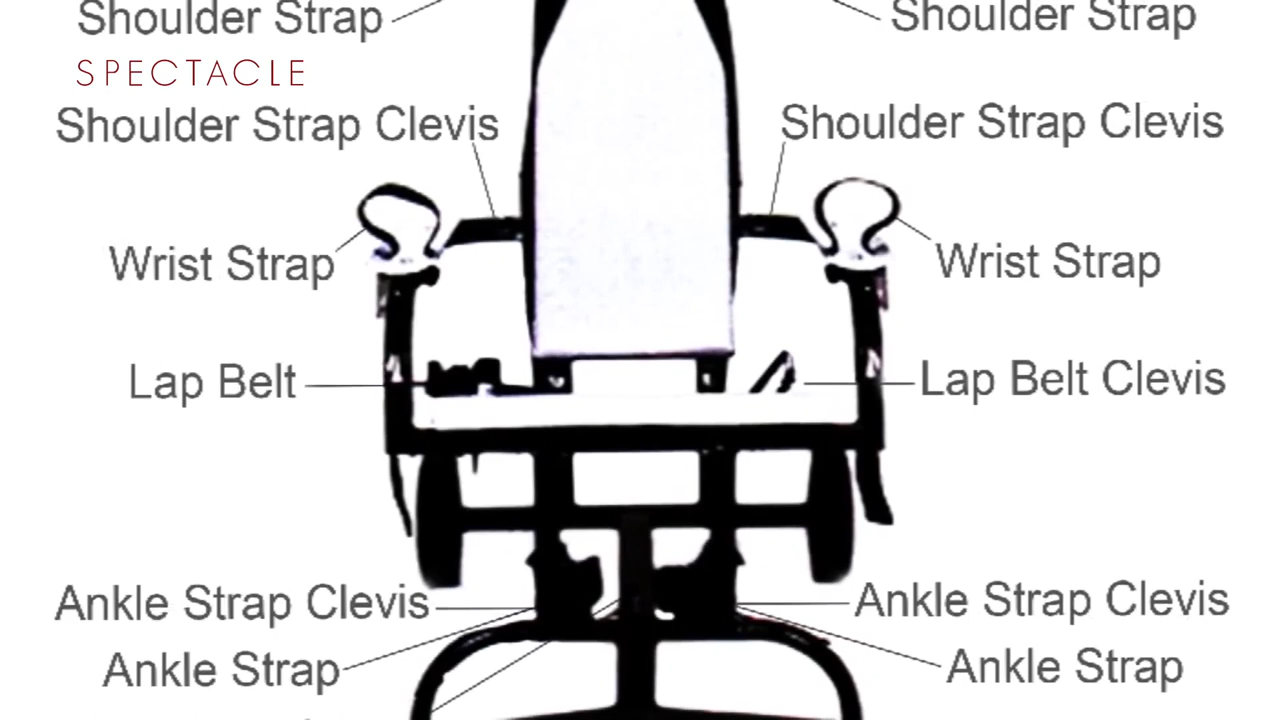 Shoulder Strap
Shoulder Strap
SPECTACLE
Shoulder Strap Clevis
Shoulder Strap Clevis
Wrist Strap
Wrist Strap
Lap Belt
Lap Belt Clevis
Ankle Strap Clevis
Ankle Strap Clevis
Ankle Strap
Ankle Strap